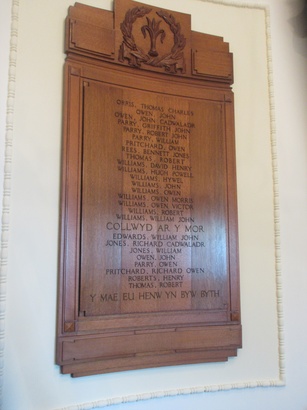 ORRIS, THOMAS CHARLES
OWEN, JOHN
OWEN, JOHN CADWALADR
PARRY, GRIFFITH JOHN
PARRY, ROBERT JOHN
PARRY, WILLIAM
PRITCHARD, OWEN
REES, BENNETT JONES
THOMAS, ROBERT
WILLIAMS, DAVID HENRY
WILLIAMS, HUGH POWELL
WILLIAMS, HYWEL
WILLIAMS, JOHN
WILLIAMS, OWEN
WILLIAMS, OWEN MORRIS
WILLIAMS, OWEN VICTOR
WILLIAMS, ROBERT
WILLIAMS, WILLIAM JOHN
COLLWYD AR Y MOR
EDWARDS, WILLIAM JOHN
JONES, RICHARD CADWALADR
JONES, WILLIAM
OWEN, JOHN
PARRY, OWEN
PRITCHARD, RICHARD OWEN
ROBERTS, HENRY
THOMAS, ROBERT
Y MAE EU HENW YN BYW BYTH